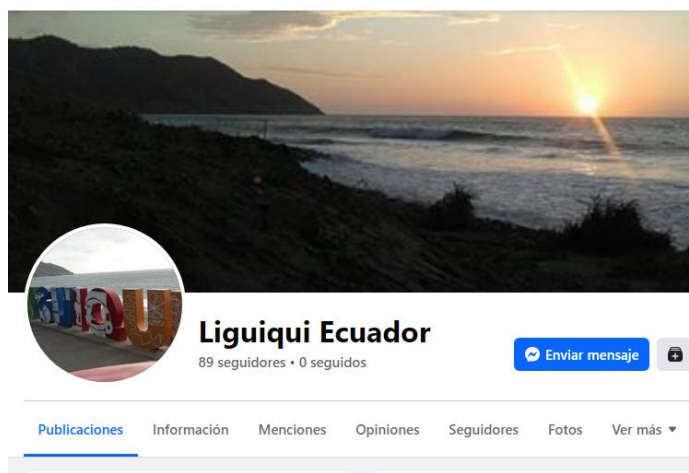 Liguiqui Ecuador
89 seguidores • 0 seguidos
Enviar mensaje
Publicaciones Información Menciones Opiniones Seguidores Fotos Ver más